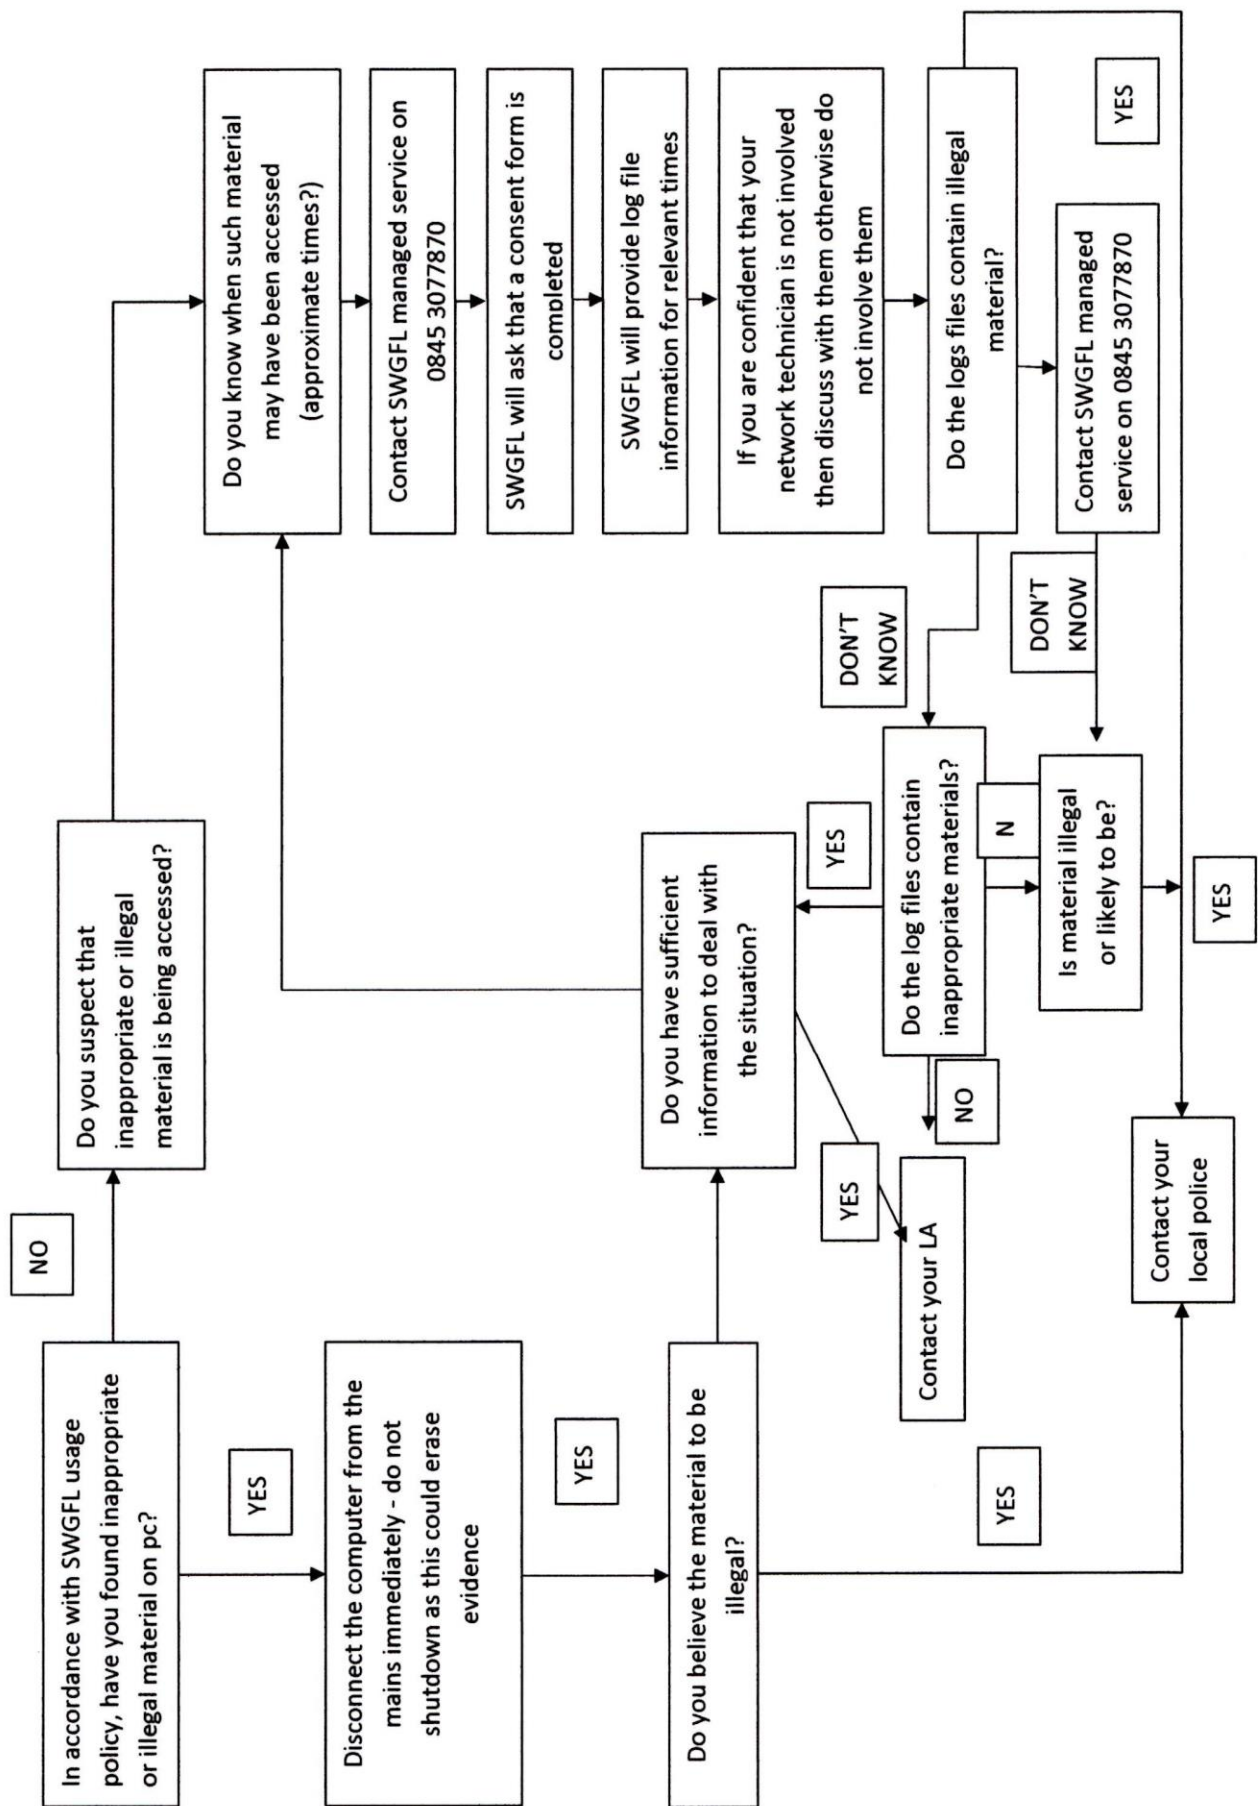 In accordance with SWGFL usage
policy, have you found inappropriate
or illegal material on pc?
NO
Do you suspect that
inappropriate or illegal
material is being accessed?
Do you know when such material
may have been accessed
(approximate times?)
YES
Disconnect the computer from the
mains immediately - do not
shutdown as this could erase
evidence
Contact SWGFL managed service on
0845 3077870
SWGFL will ask that a consent form is
completed
YES
SWGFL will provide log file
information for relevant times
Do you believe the material to be
illegal?
Do you have sufficient
information to deal with
the situation?
If you are confident that your
network technician is not involved
then discuss with them otherwise do
not involve them
YES
YES
DON'T
KNOW
Contact your LA
NO
Do the log files contain
inappropriate materials?
Do the logs files contain illegal
material?
YES
N
DON'T
KNOW
Is material illegal
or likely to be?
Contact SWGFL managed
service on 0845 3077870
YES
Contact your
local police
YES